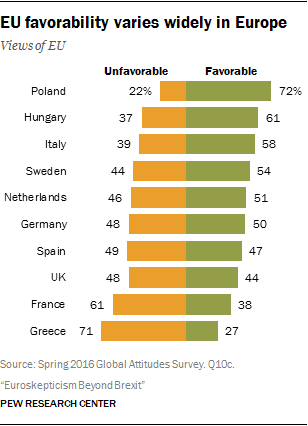 EU favorability varies widely in Europe
Views of EU
Unfavorable Favorable
Poland 22% 72%
Hungary 37 61
Italy 39 58
Sweden 44 54
Netherlands 46 51
Germany 48 50
Spain 49 47
UK 48 44
France 61 38
Greece 71 27
Source: Spring 2016 Global Attitudes Survey. Q10c.
“Euroskepticism Beyond Brexit”
PEW RESEARCH CENTER